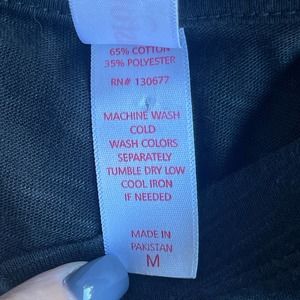 65% COTTON
35% POLYESTER
RN# 130677
MACHINE WASH
COLD
WASH COLORS
SEPARATELY
TUMBLE DRY LOW
COOL IRON
IF NEEDED
MADE IN
PAKISTAN
M